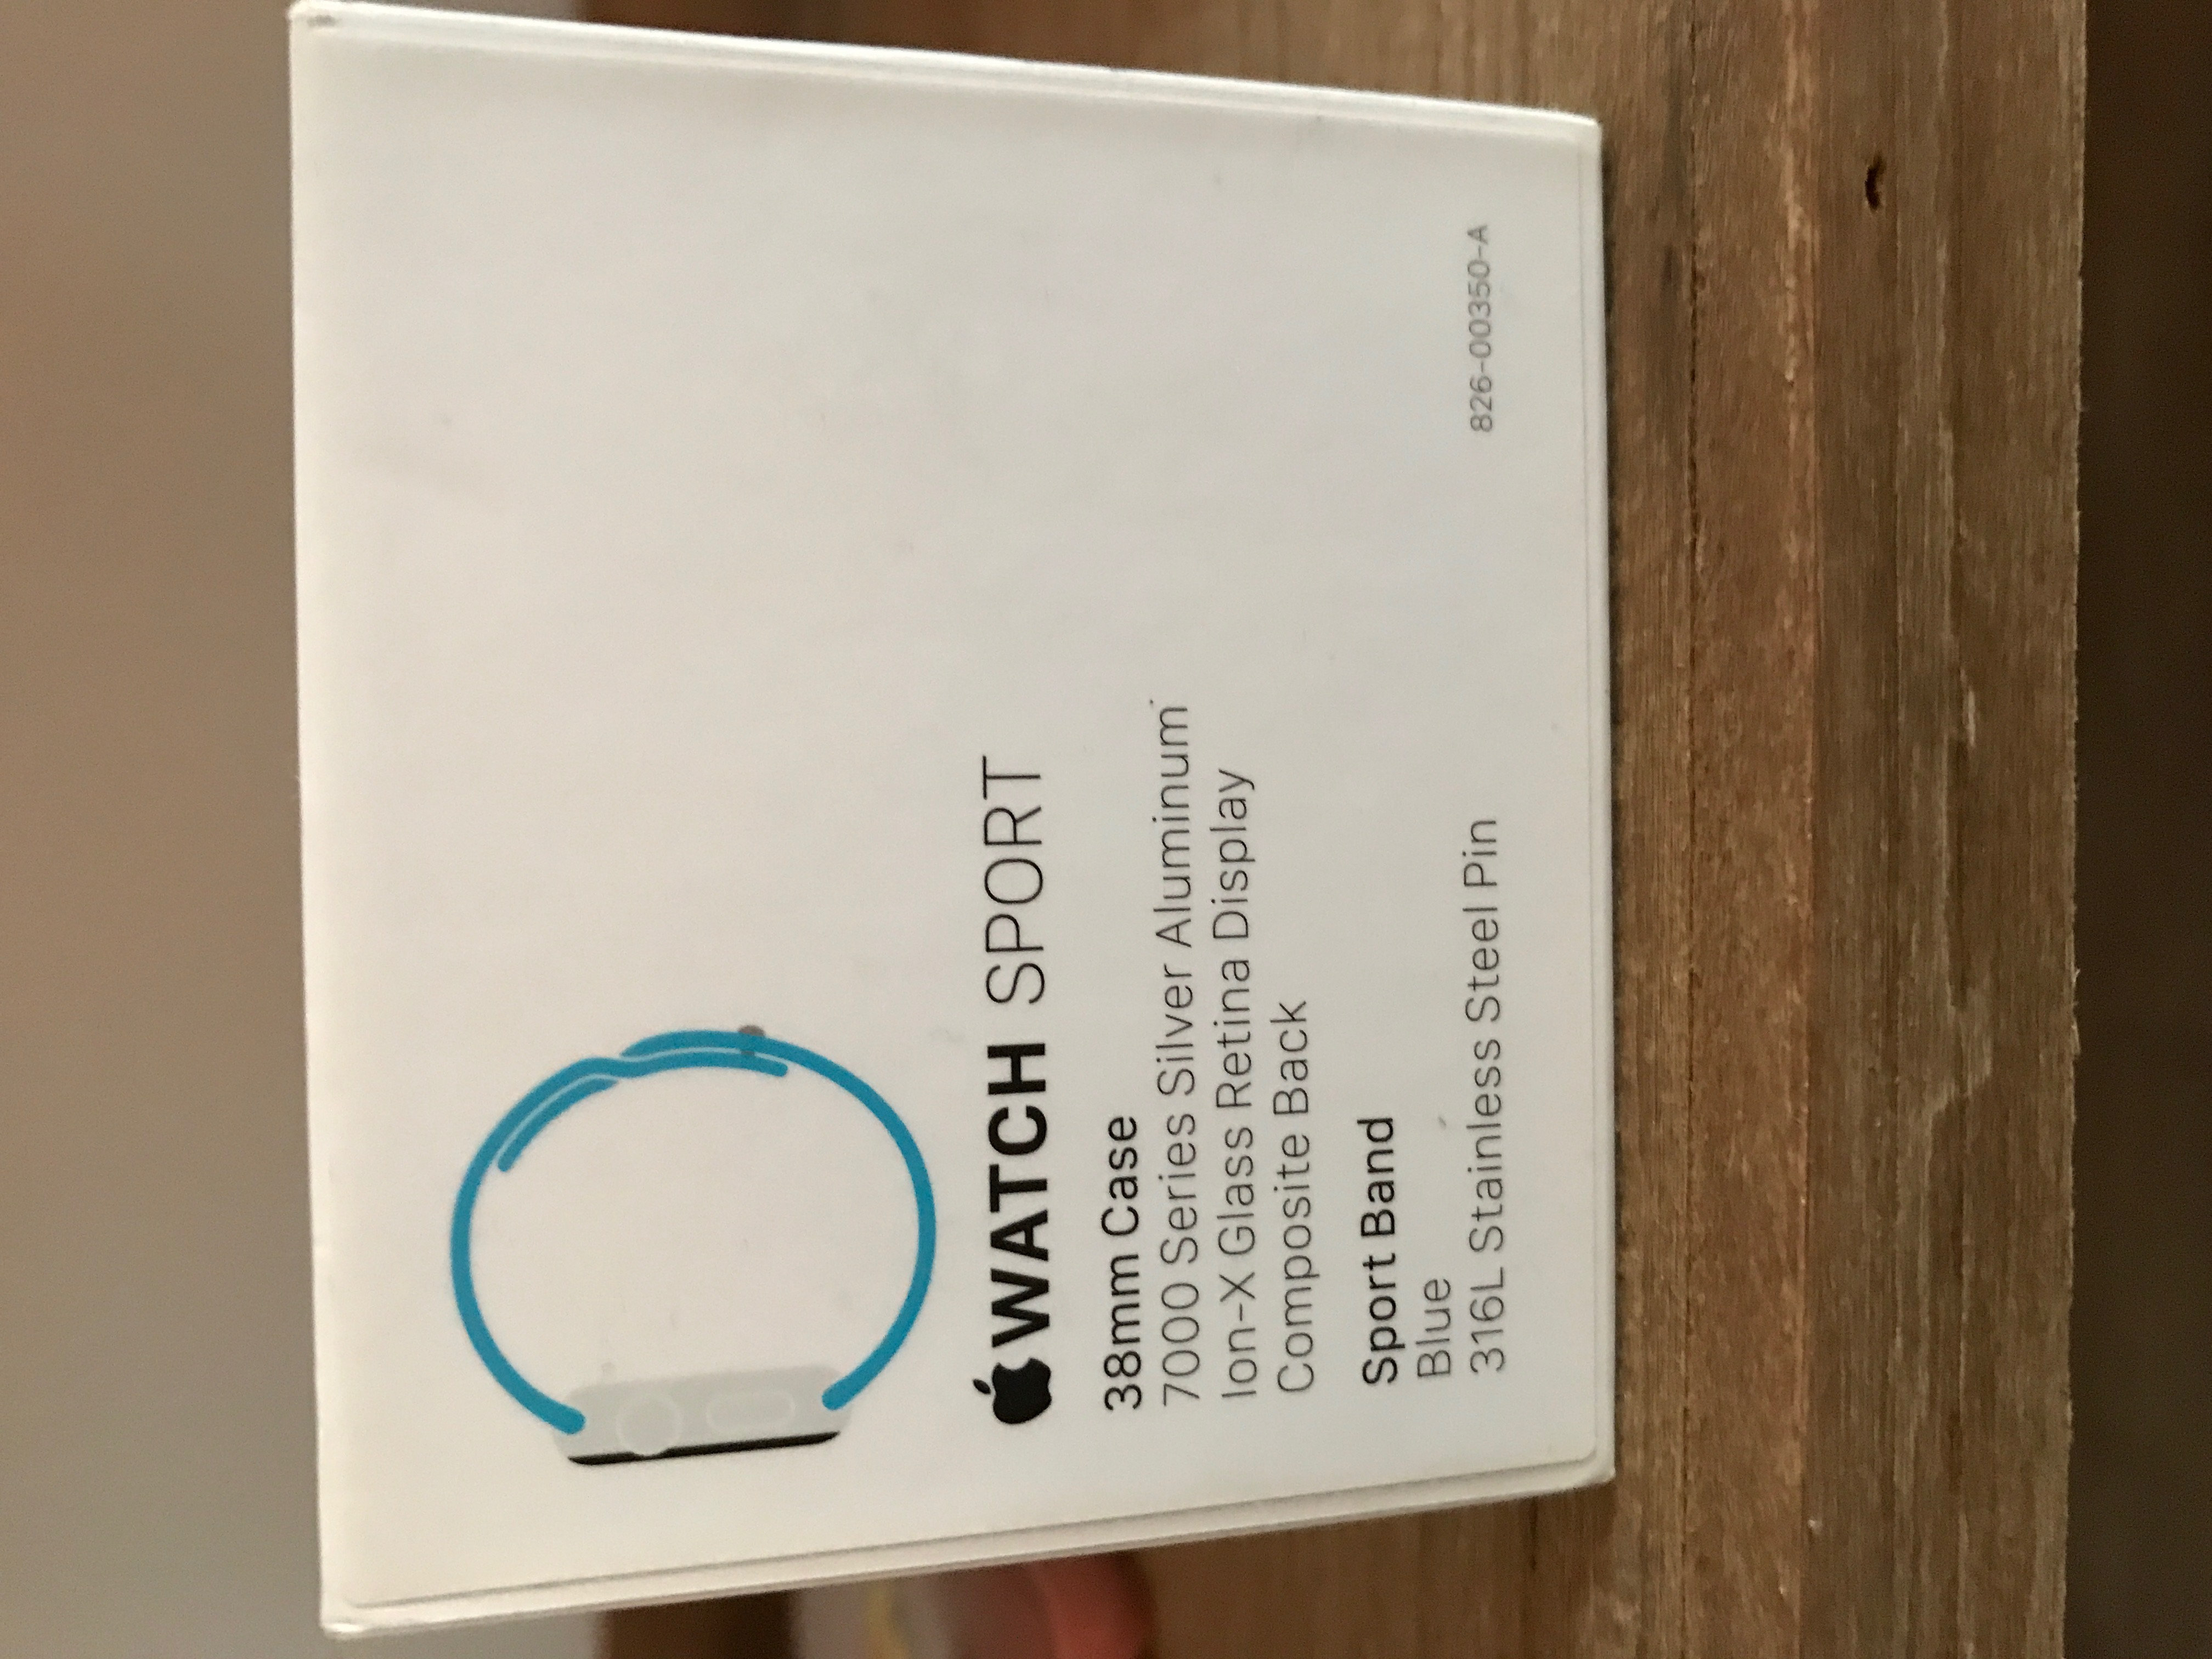 WATCH SPORT
38mm Case
7000 Series Silver Aluminum
Ion-X Glass Retina Display
Composite Back
Sport Band
Blue
316L Stainless Steel Pin
826-00350-A